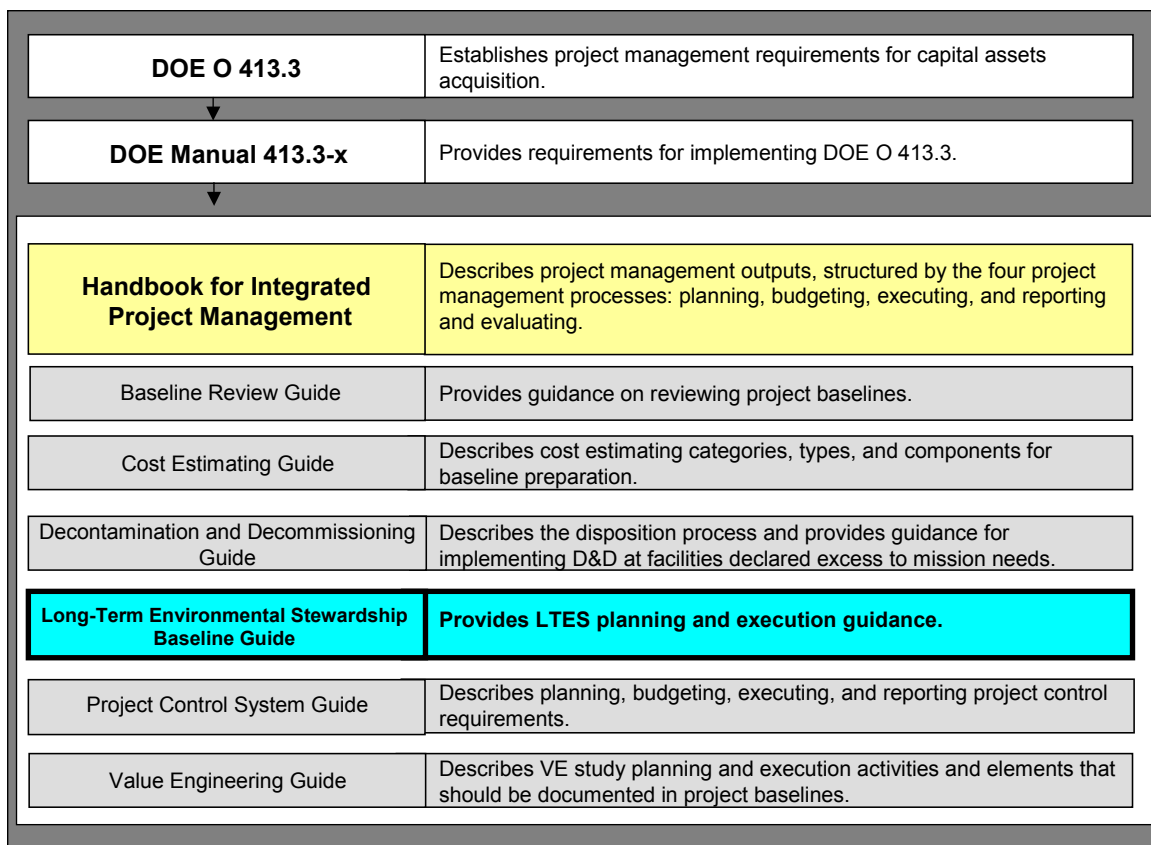 DOE O 413.3
Establishes project management requirements for capital assets
acquisition.
DOE Manual 413.3-x
Provides requirements for implementing DOE O 413.3.
Handbook for Integrated
Project Management
Describes project management outputs, structured by the four project
management processes: planning, budgeting, executing, and reporting
and evaluating.
Baseline Review Guide
Provides guidance on reviewing project baselines.
Cost Estimating Guide
Describes cost estimating categories, types, and components for
baseline preparation.
Decontamination and Decommissioning
Guide
Describes the disposition process and provides guidance for
implementing D&D at facilities declared excess to mission needs.
Long-Term Environmental Stewardship
Baseline Guide
Provides LTES planning and execution guidance.
Project Control System Guide
Describes planning, budgeting, executing, and reporting project control
requirements.
Value Engineering Guide
Describes VE study planning and execution activities and elements that
should be documented in project baselines.